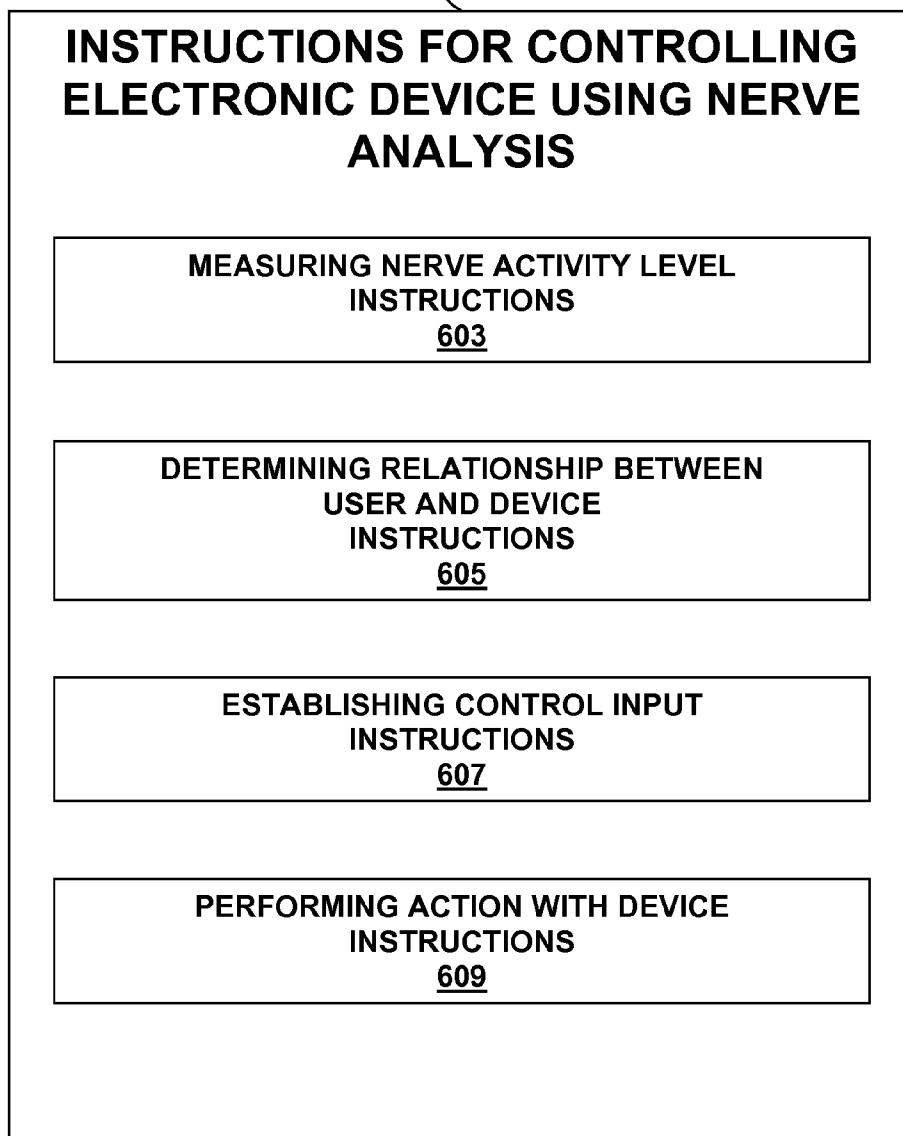 INSTRUCTIONS FOR CONTROLLING
ELECTRONIC DEVICE USING NERVE
ANALYSIS
MEASURING NERVE ACTIVITY LEVEL
INSTRUCTIONS
603
DETERMINING RELATIONSHIP BETWEEN
USER AND DEVICE
INSTRUCTIONS
605
ESTABLISHING CONTROL INPUT
INSTRUCTIONS
607
PERFORMING ACTION WITH DEVICE
INSTRUCTIONS
609